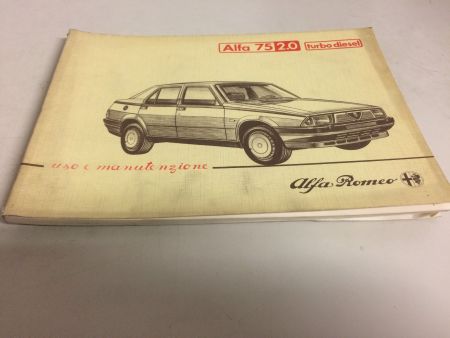 Alfa 75 2.0 turbo diesel
uso e manutenzione
Alfa Romeo